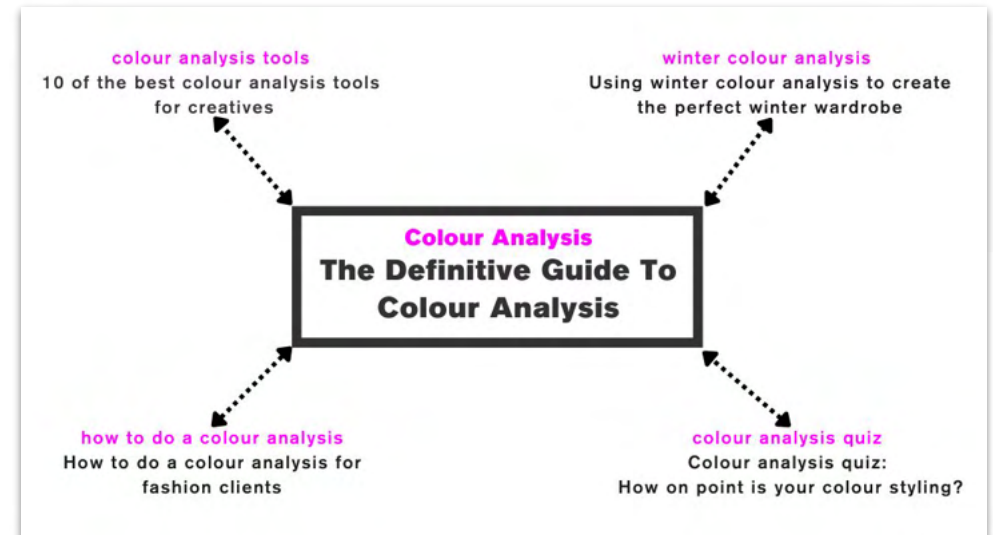 colour analysis tools
10 of the best colour analysis tools
for creatives
winter colour analysis
Using winter colour analysis to create
the perfect winter wardrobe
Colour Analysis
The Definitive Guide To
Colour Analysis
how to do a colour analysis
How to do a colour analysis for
fashion clients
colour analysis quiz
Colour analysis quiz:
How on point is your colour styling?